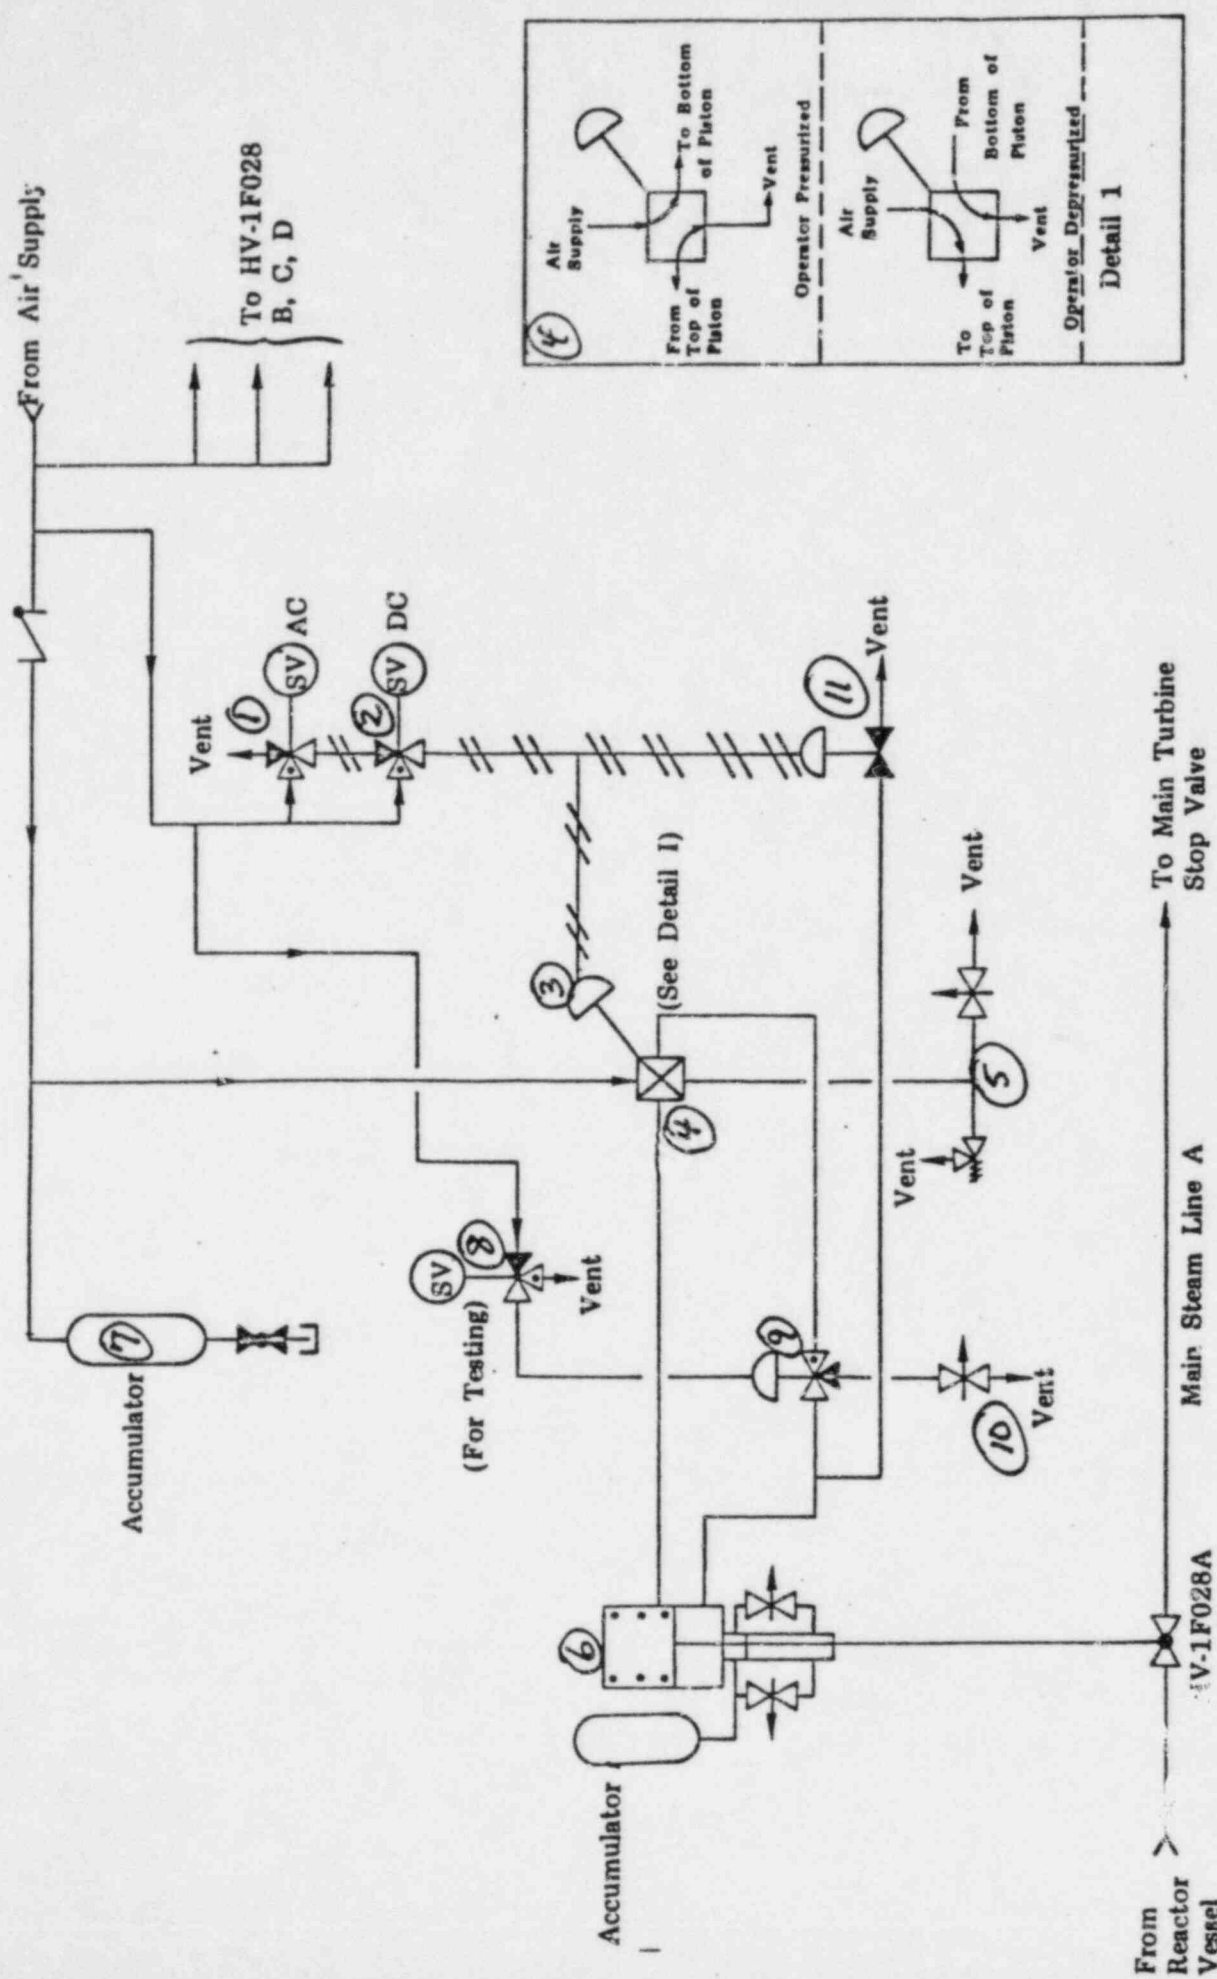 From Air Supply
To HV-1F028
B, C, D
Vent
1
SV
AC
2
SV
DC
Accumulator
7
SV
8
(For Testing)
Vent
3
(See Detail 1)
4
11
Vent
9
10
Vent
5
Vent
Vent
6
Accumulator
From
Reactor
Vessel
V-1F028A
Main Steam Line A
To Main Turbine
Stop Valve
4
Air
Supply
To Bottom
of Piston
From
Top of
Piston
Vent
Operator Pressurized
Air
Supply
From
Bottom of
Piston
To
Top of
Piston
Vent
Operator Depressurized
Detail 1